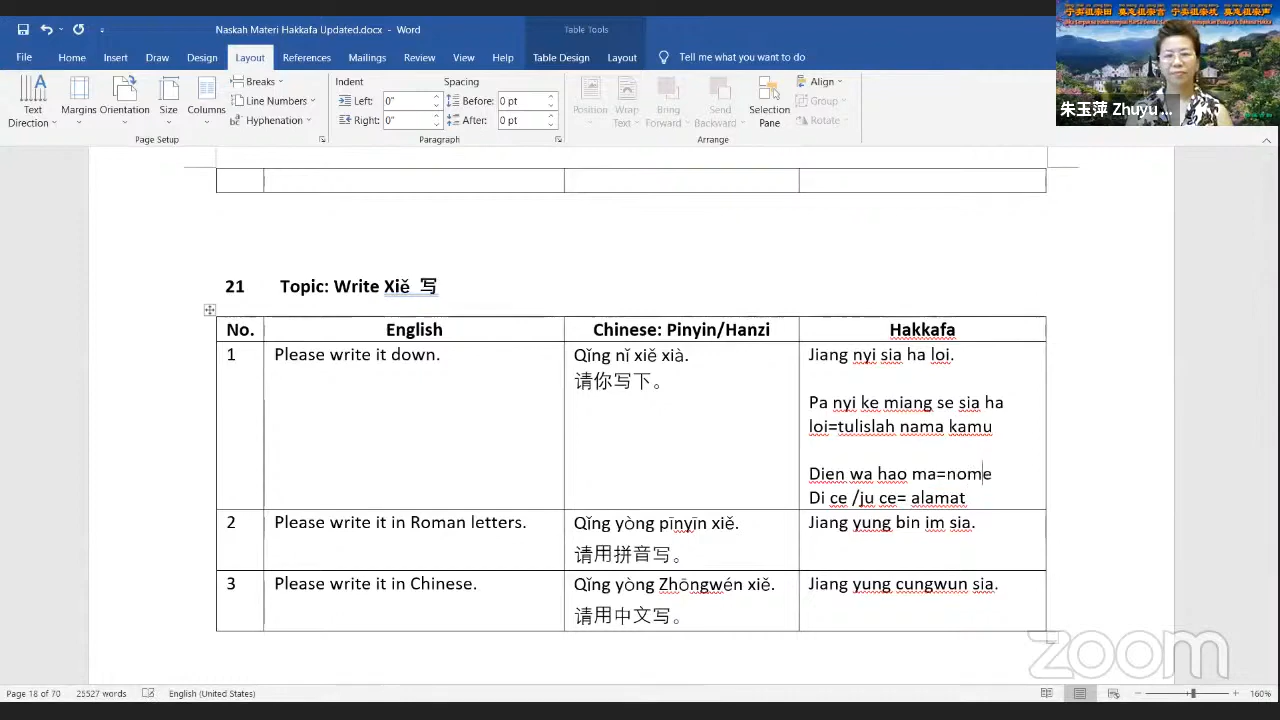 Naskah Materi Hakkafa Updated.docx - Word
Table Tools
File Home Insert Draw Design Layout References Mailings Review View Help Table Design Layout Tell me what you want to do
Text Direction
Margins
Orientation
Size
Columns
Breaks
Line Numbers
Hyphenation
Page Setup
Indent
Left: 0"
Right: 0"
Spacing
Before: 0 pt
After: 0 pt
Paragraph
Position
Wrap Text
Bring Forward
Send Backward
Selection Pane
Align
Group
Rotate
Arrange
朱玉萍 Zhuyu ...
21 Topic: Write Xiě 写
No. English Chinese: Pinyin/Hanzi Hakkafa
1 Please write it down. Qǐng nǐ xiě xià. Jiang nyi sia ha loi.
请你写下。
Pa nyi ke miang se sia ha
loi=tulislah nama kamu
Dien wa hao ma=nome
Di ce /ju ce= alamat
2 Please write it in Roman letters. Qǐng yòng pīnyīn xiě. Jiang yung bin im sia.
请用拼音写。
3 Please write it in Chinese. Qǐng yòng Zhōngwén xiě. Jiang yung cungwun sia.
请用中文写。
zoom
Page 18 of 70 25527 words English (United States) 160%